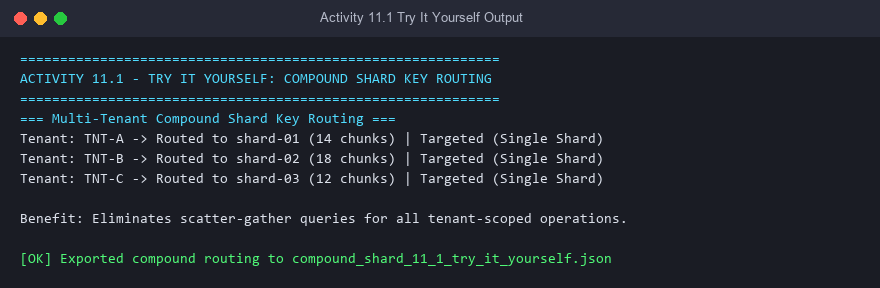 Activity 11.1 Try It Yourself Output
============================================================
ACTIVITY 11.1 - TRY IT YOURSELF: COMPOUND SHARD KEY ROUTING
============================================================
=== Multi-Tenant Compound Shard Key Routing ===
Tenant: TNT-A -> Routed to shard-01 (14 chunks) | Targeted (Single Shard)
Tenant: TNT-B -> Routed to shard-02 (18 chunks) | Targeted (Single Shard)
Tenant: TNT-C -> Routed to shard-03 (12 chunks) | Targeted (Single Shard)
Benefit: Eliminates scatter-gather queries for all tenant-scoped operations.
[OK] Exported compound routing to compound_shard_11_1_try_it_yourself.json